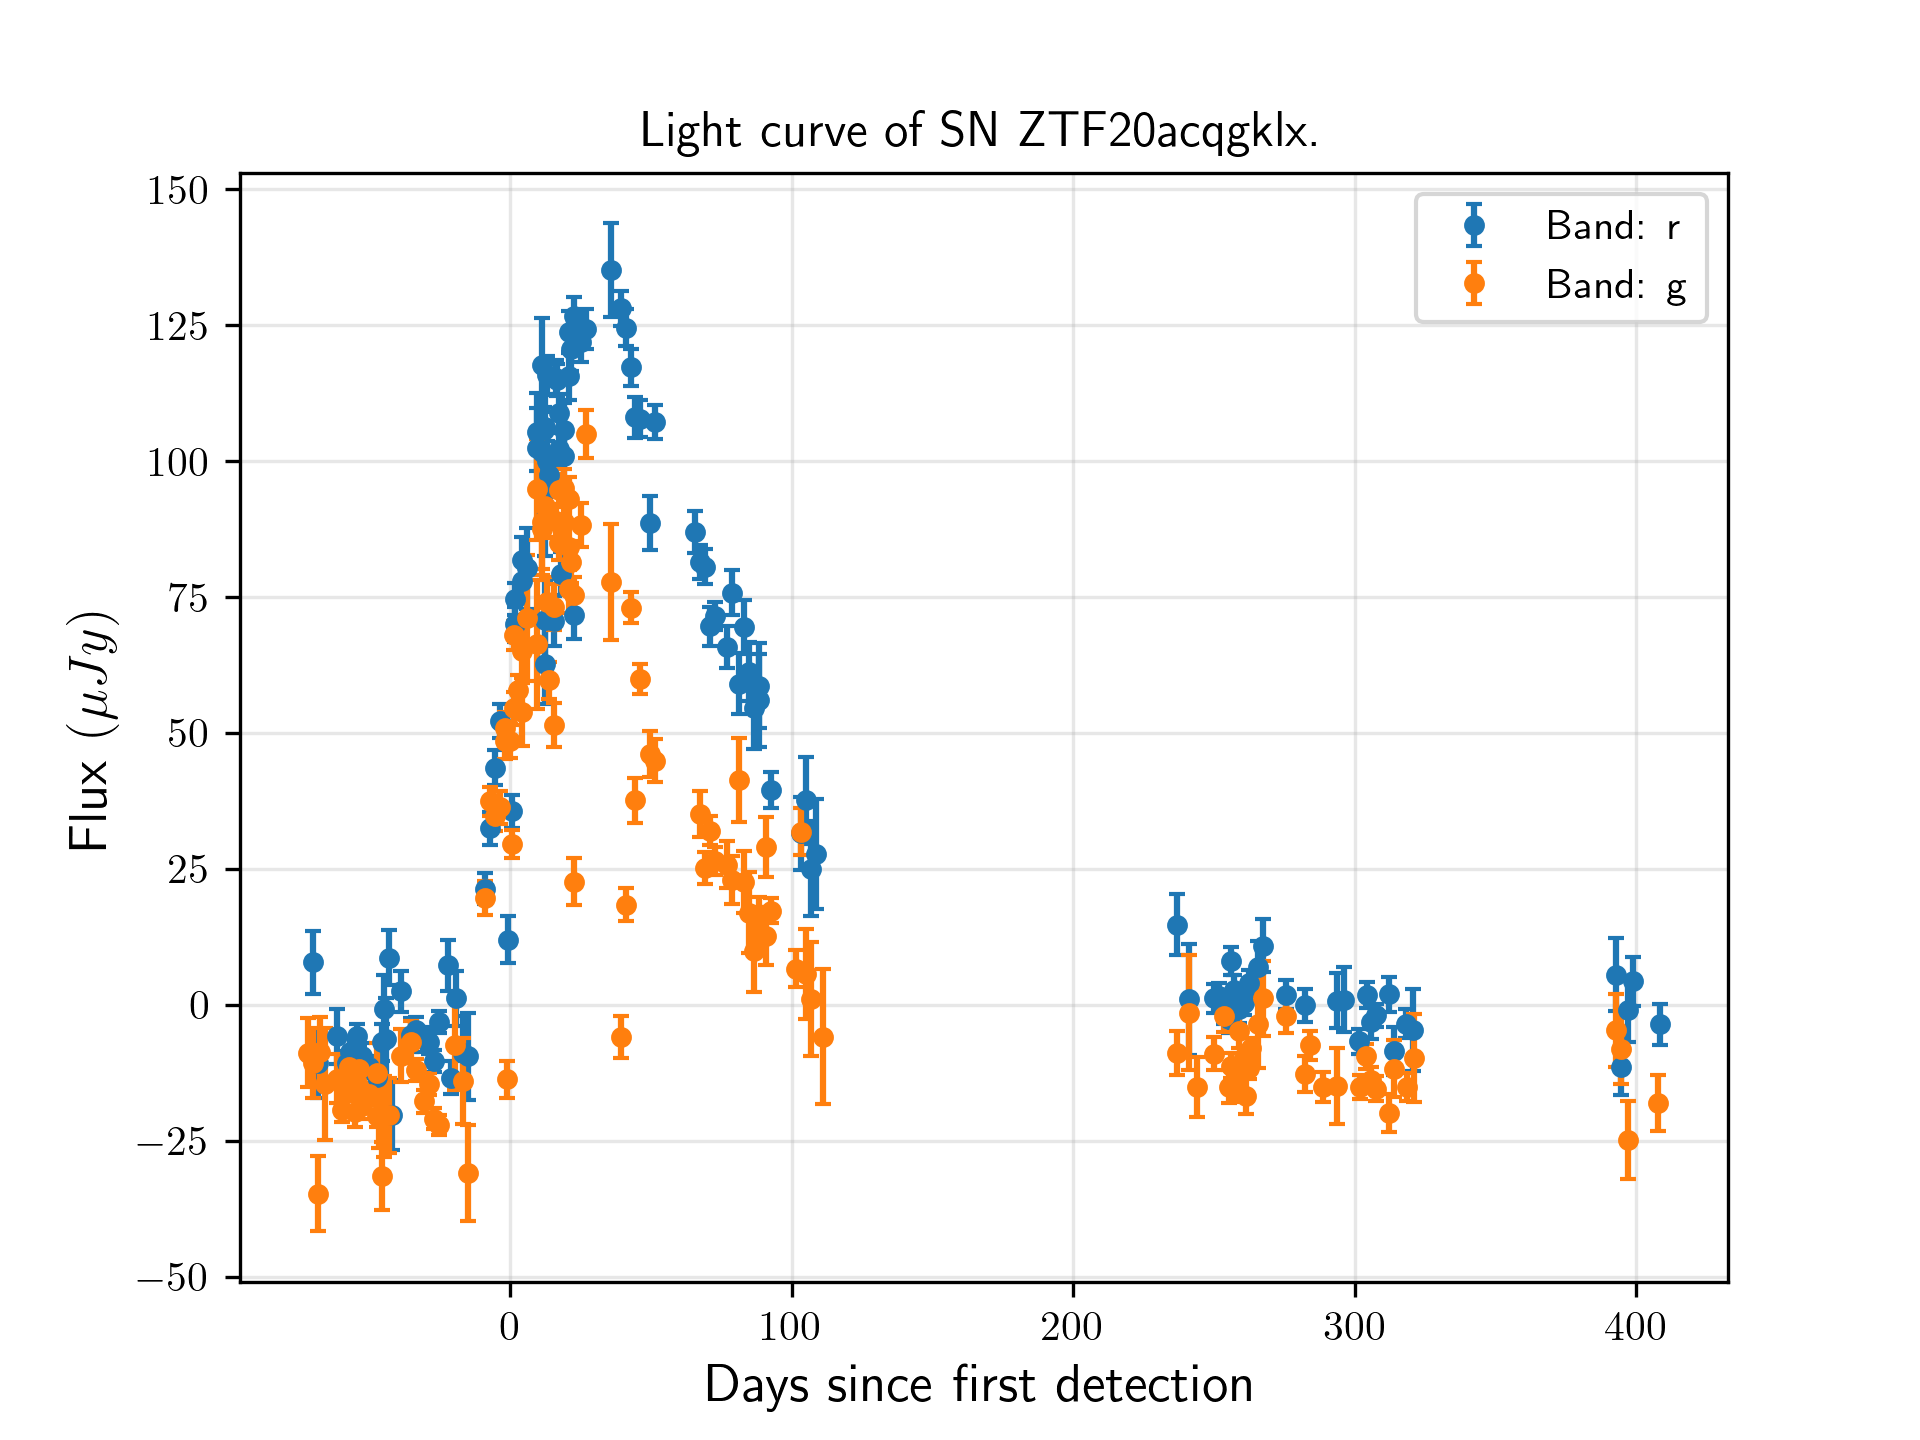 Light curve of SN ZTF20acqgklx.
150
125
100
75
50
25
0
−25
−50
Flux (μJy)
Band: r
Band: g
0 100 200 300 400
Days since first detection